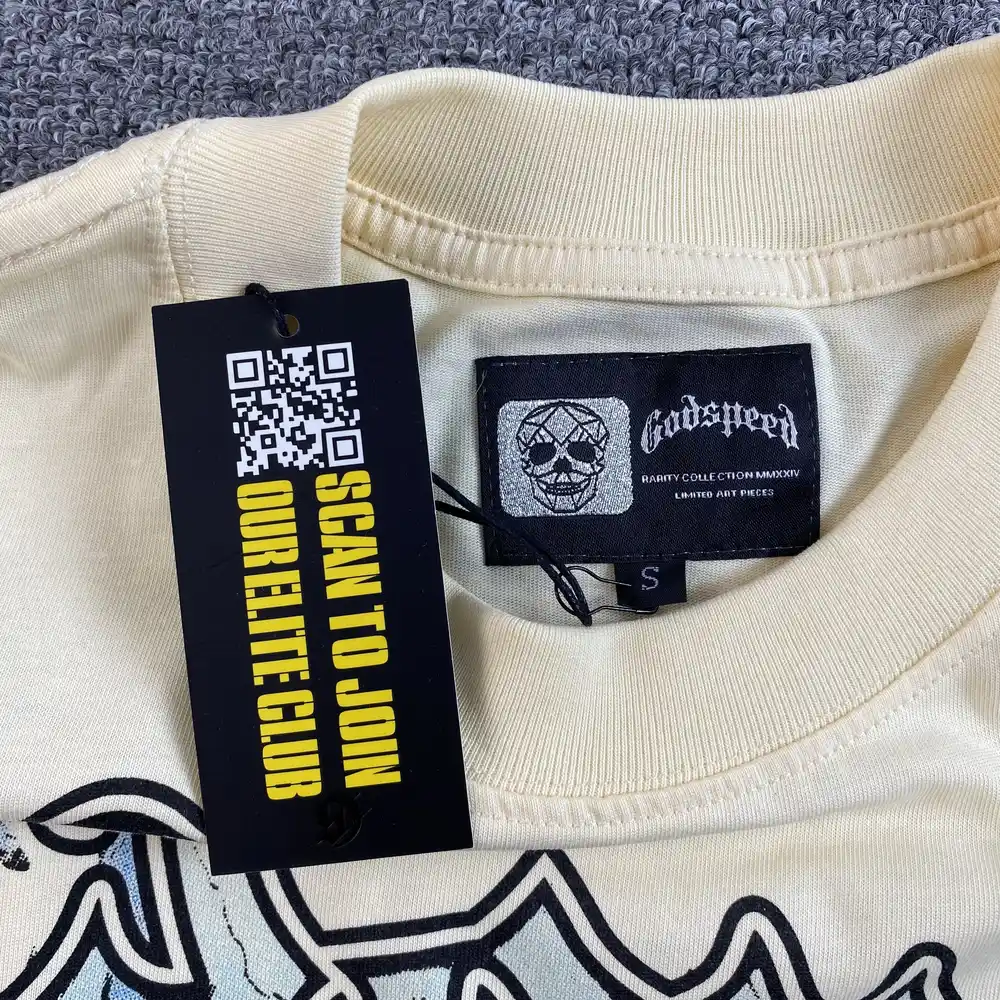 SCAN TO JOIN
OUR ELITE CLUB
Godspeed
RARITY COLLECTION MMXXIV
LIMITED ART PIECES
S